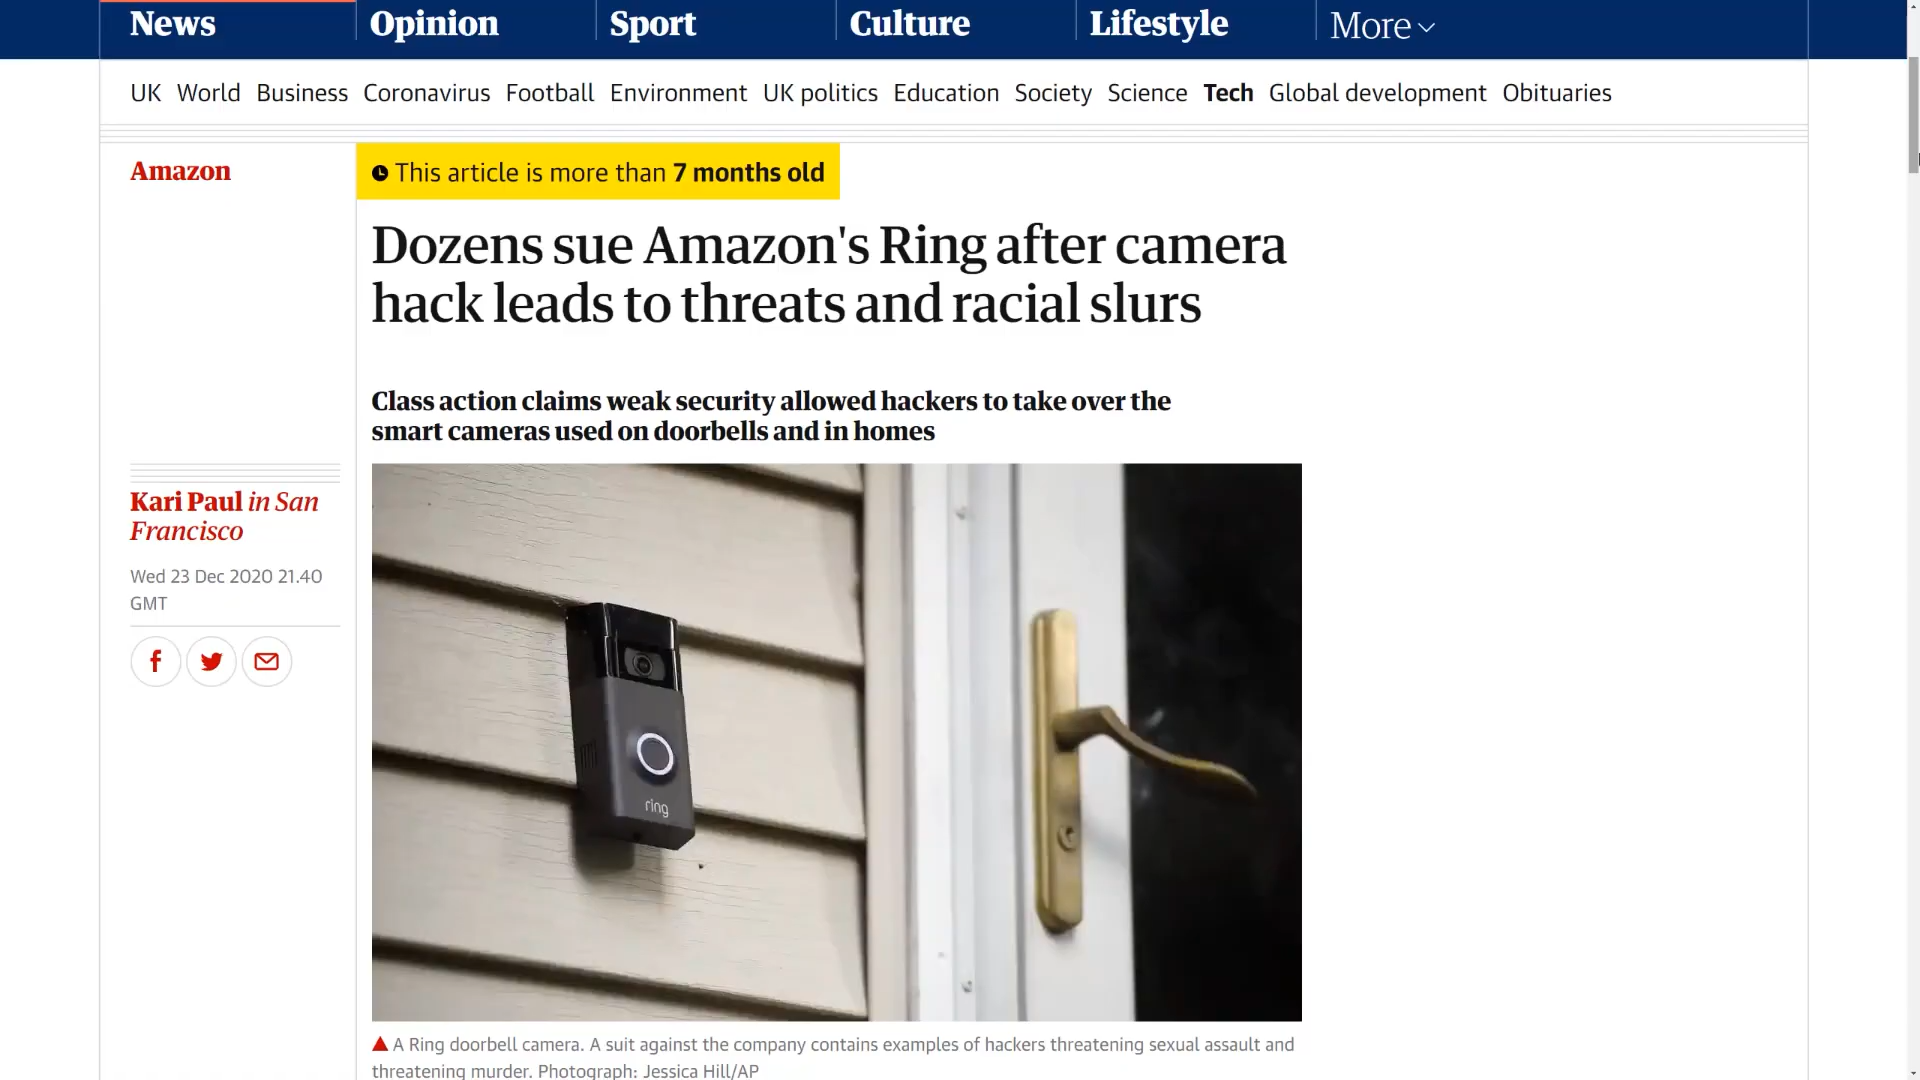 News Opinion Sport Culture Lifestyle More
UK World Business Coronavirus Football Environment UK politics Education Society Science Tech Global development Obituaries
Amazon
This article is more than 7 months old
Dozens sue Amazon's Ring after camera
hack leads to threats and racial slurs
Class action claims weak security allowed hackers to take over the
smart cameras used on doorbells and in homes
Kari Paul in San
Francisco
Wed 23 Dec 2020 21.40
GMT
ring
A Ring doorbell camera. A suit against the company contains examples of hackers threatening sexual assault and
threatening murder. Photograph: Jessica Hill/AP